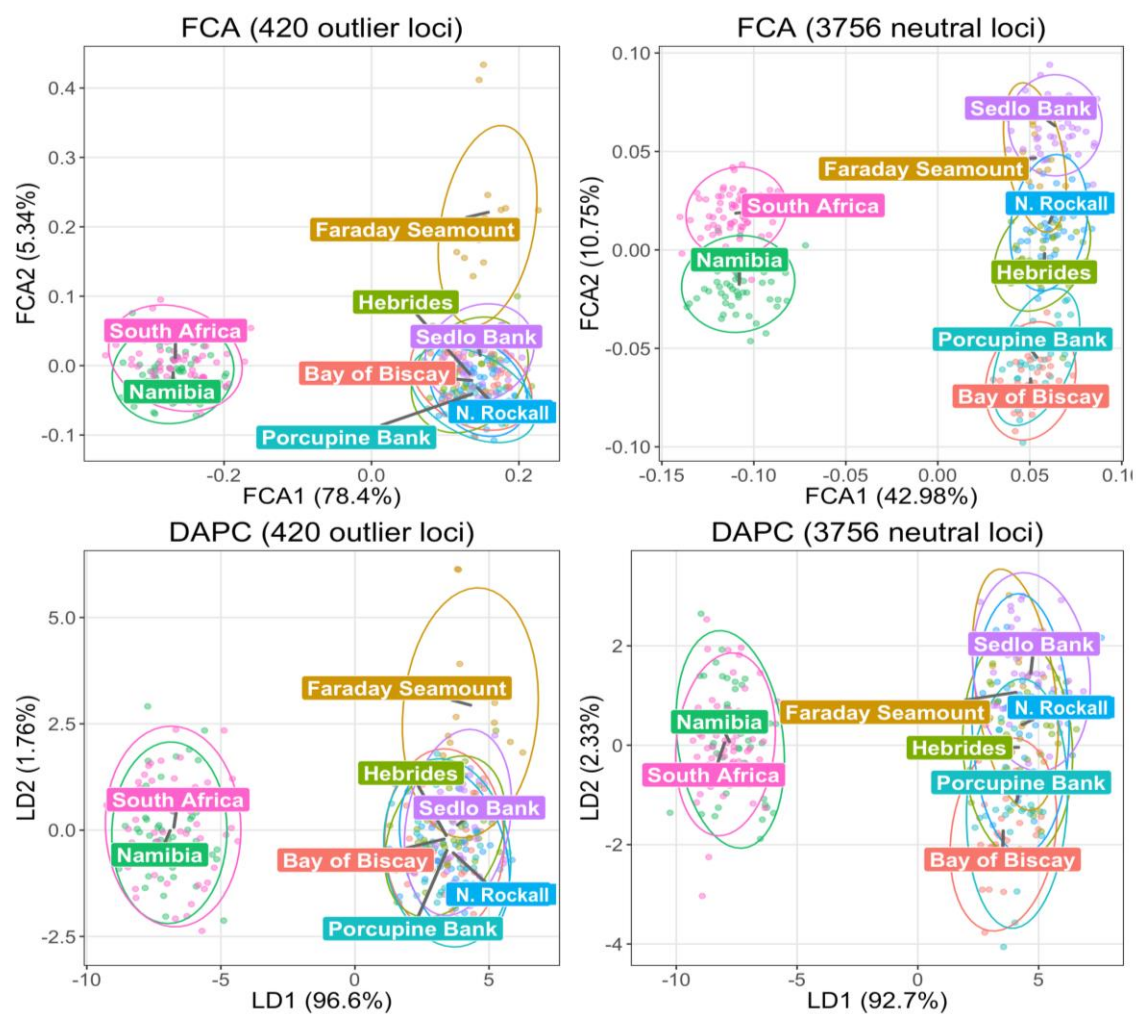 FCA (420 outlier loci)
FCA2 (5.34%)
0.4
0.3
0.2
0.1
0.0
-0.1
Faraday Seamount
Hebrides
South Africa
Sedlo Bank
Bay of Biscay
Namibia
N. Rockall
Porcupine Bank
-0.2
0.0
0.2
FCA1 (78.4%)
FCA (3756 neutral loci)
FCA2 (10.75%)
0.10
0.05
0.00
-0.05
-0.10
Sedlo Bank
Faraday Seamount
South Africa
N. Rockall
Namibia
Hebrides
Porcupine Bank
Bay of Biscay
-0.15
-0.10
-0.05
0.00
0.05
0.10
FCA1 (42.98%)
DAPC (420 outlier loci)
LD2 (1.76%)
5.0
2.5
0.0
-2.5
Faraday Seamount
Hebrides
South Africa
Sedlo Bank
Namibia
Bay of Biscay
N. Rockall
Porcupine Bank
-10
-5
0
5
LD1 (96.6%)
DAPC (3756 neutral loci)
LD2 (2.33%)
2
0
-2
-4
Sedlo Bank
Faraday Seamount
N. Rockall
Namibia
Hebrides
South Africa
Porcupine Bank
Bay of Biscay
-10
-5
0
5
LD1 (92.7%)